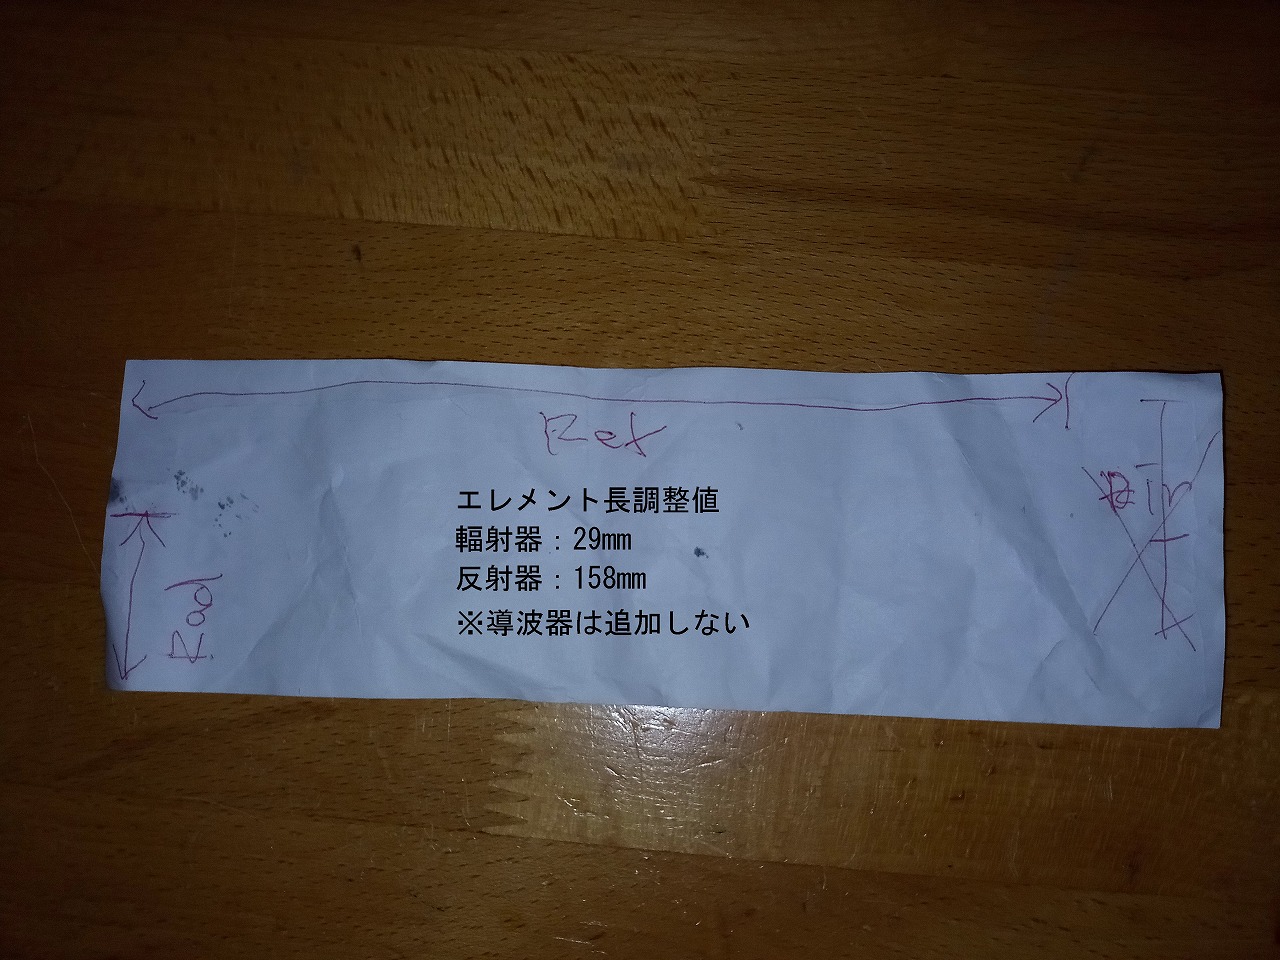 Ref
エレメント長調整値
輻射器：29mm
反射器：158mm
※導波器は追加しない
Rad